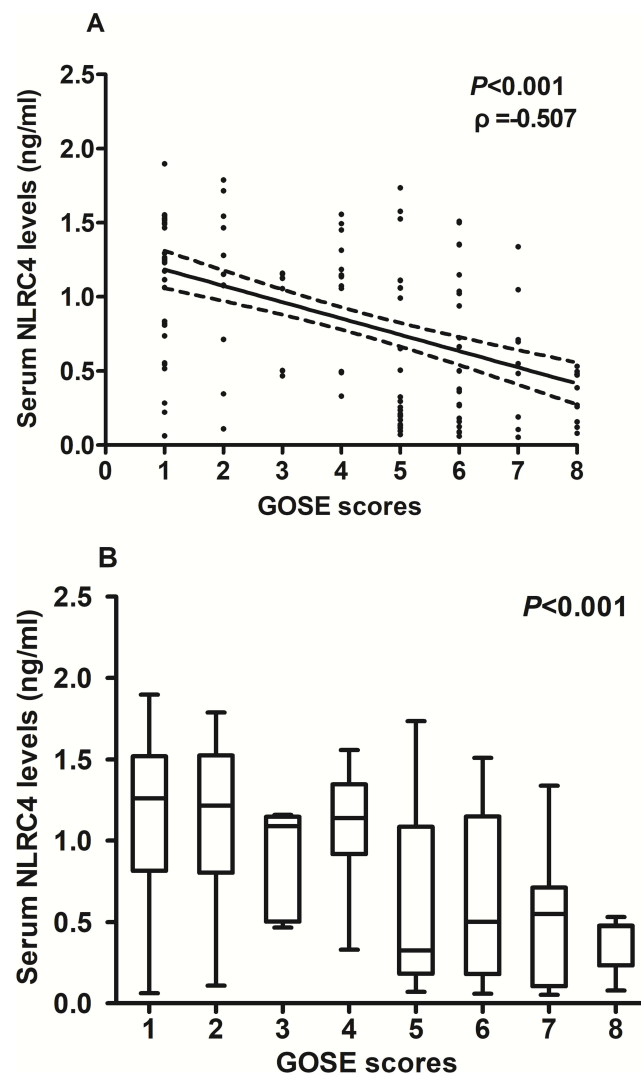 A
P<0.001
ρ =-0.507
Serum NLRC4 levels (ng/ml)
2.5
2.0
1.5
1.0
0.5
0.0
0 1 2 3 4 5 6 7 8
GOSE scores
B
P<0.001
Serum NLRC4 levels (ng/ml)
2.5
2.0
1.5
1.0
0.5
0.0
1 2 3 4 5 6 7 8
GOSE scores